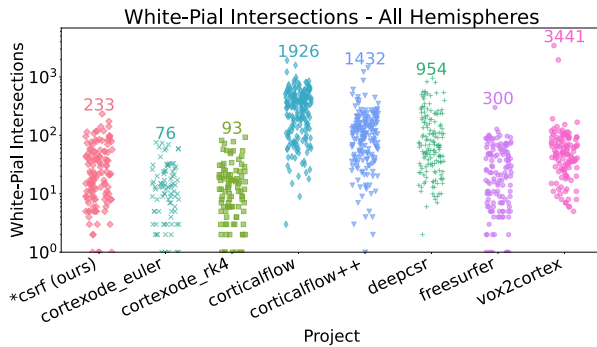 White-Pial Intersections - All Hemispheres
White-Pial Intersections
10³
10²
10¹
10⁰
233
76
93
1926
1432
954
300
3441
*csrf (ours)
cortexode_euler
cortexode_rk4
corticalflow
corticalflow++
deepcsr
freesurfer
vox2cortex
Project